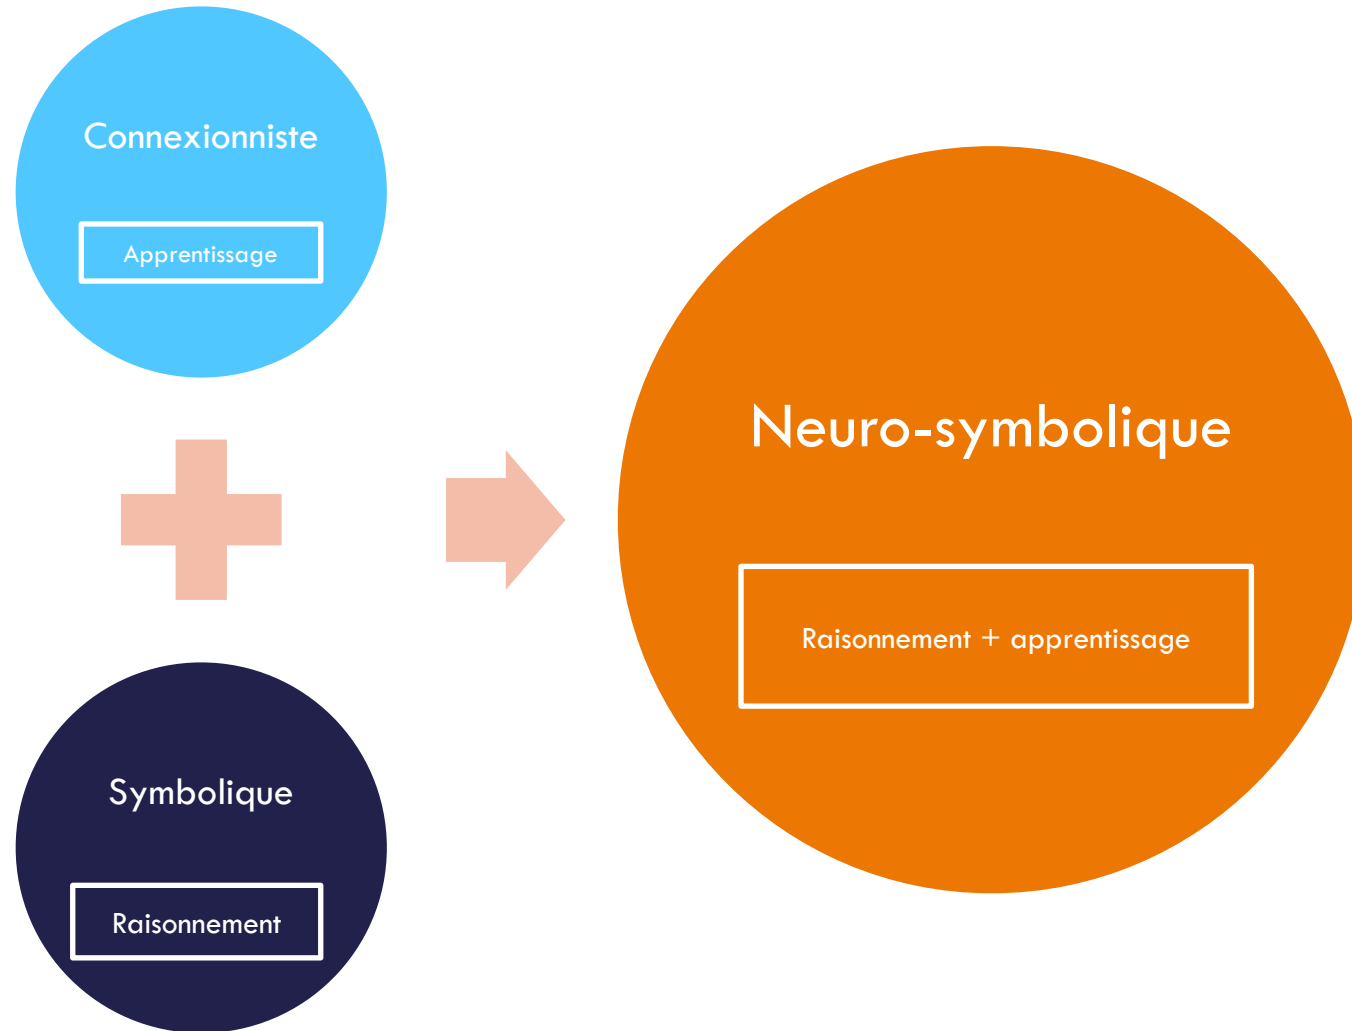 Connexionniste
Apprentissage
Symbolique
Raisonnement
Neuro-symbolique
Raisonnement + apprentissage